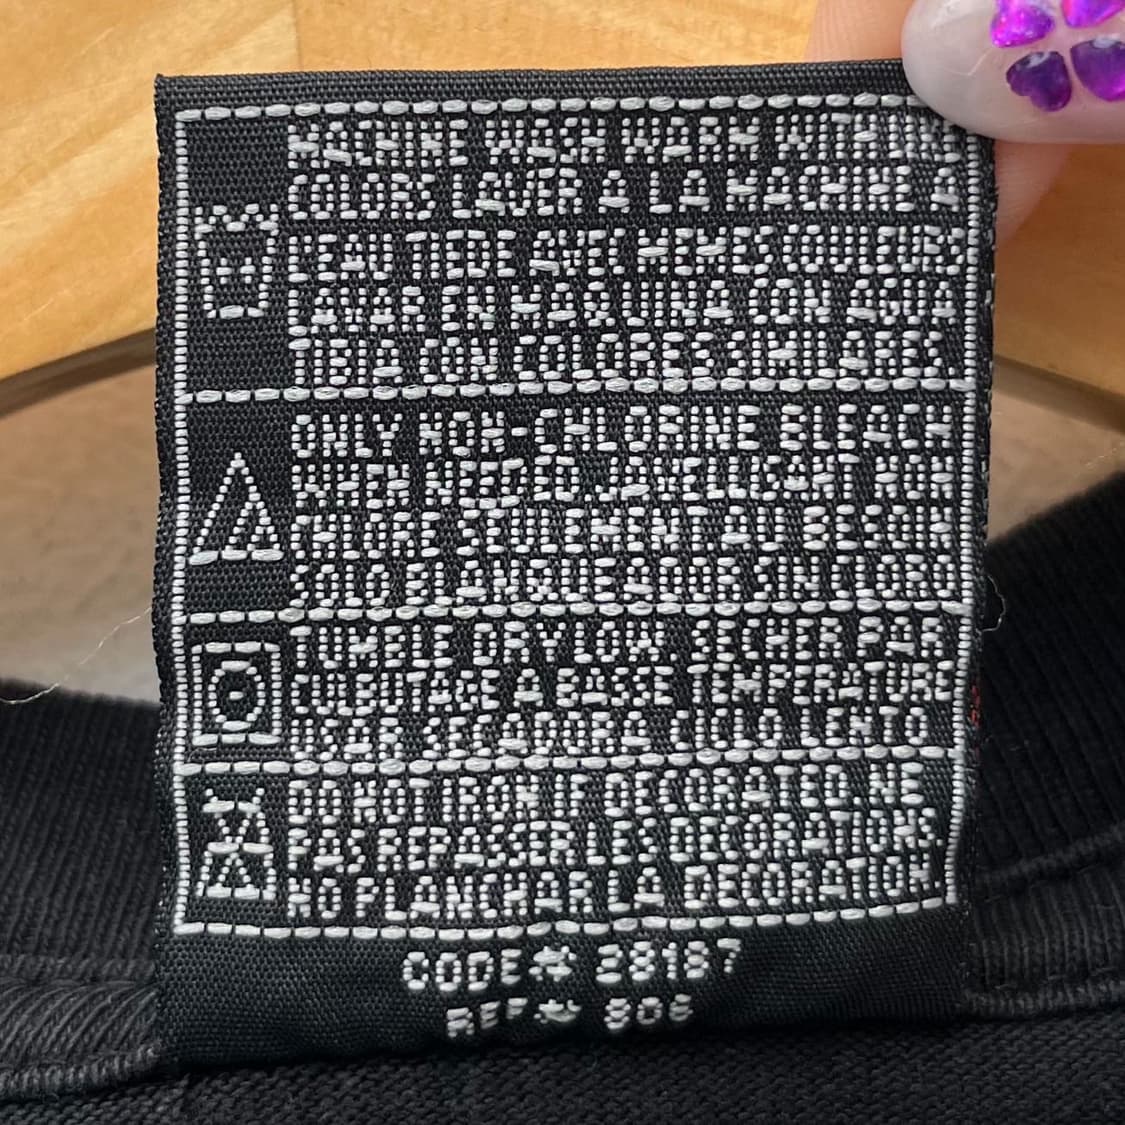 MACHINE WASH WARM WITH LIKE
COLORS LAVER A LA MACHINE A
L'EAU TIEDE AVEC MEMES COULEURS
LAVAR EN MAQUINA CON AGUA
TIBIA CON COLORES SIMILARES.
ONLY NON-CHLORINE BLEACH
WHEN NEEDED JAVELLISANT NON
CHLORE SEULEMENT AU BESOIN
SOLO BLANQUEADOR SIN CLORO
TUMBLE DRY LOW SECHER PAR
CULBUTAGE A BASSE TEMPERATURE
USAR SECADORA CICLO LENTO
DO NOT IRON IF DECORATED. NE
PAS REPASSER LES DECORATIONS
NO PLANCHAR LA DECORATION.
CODE# 28187
REF# 806